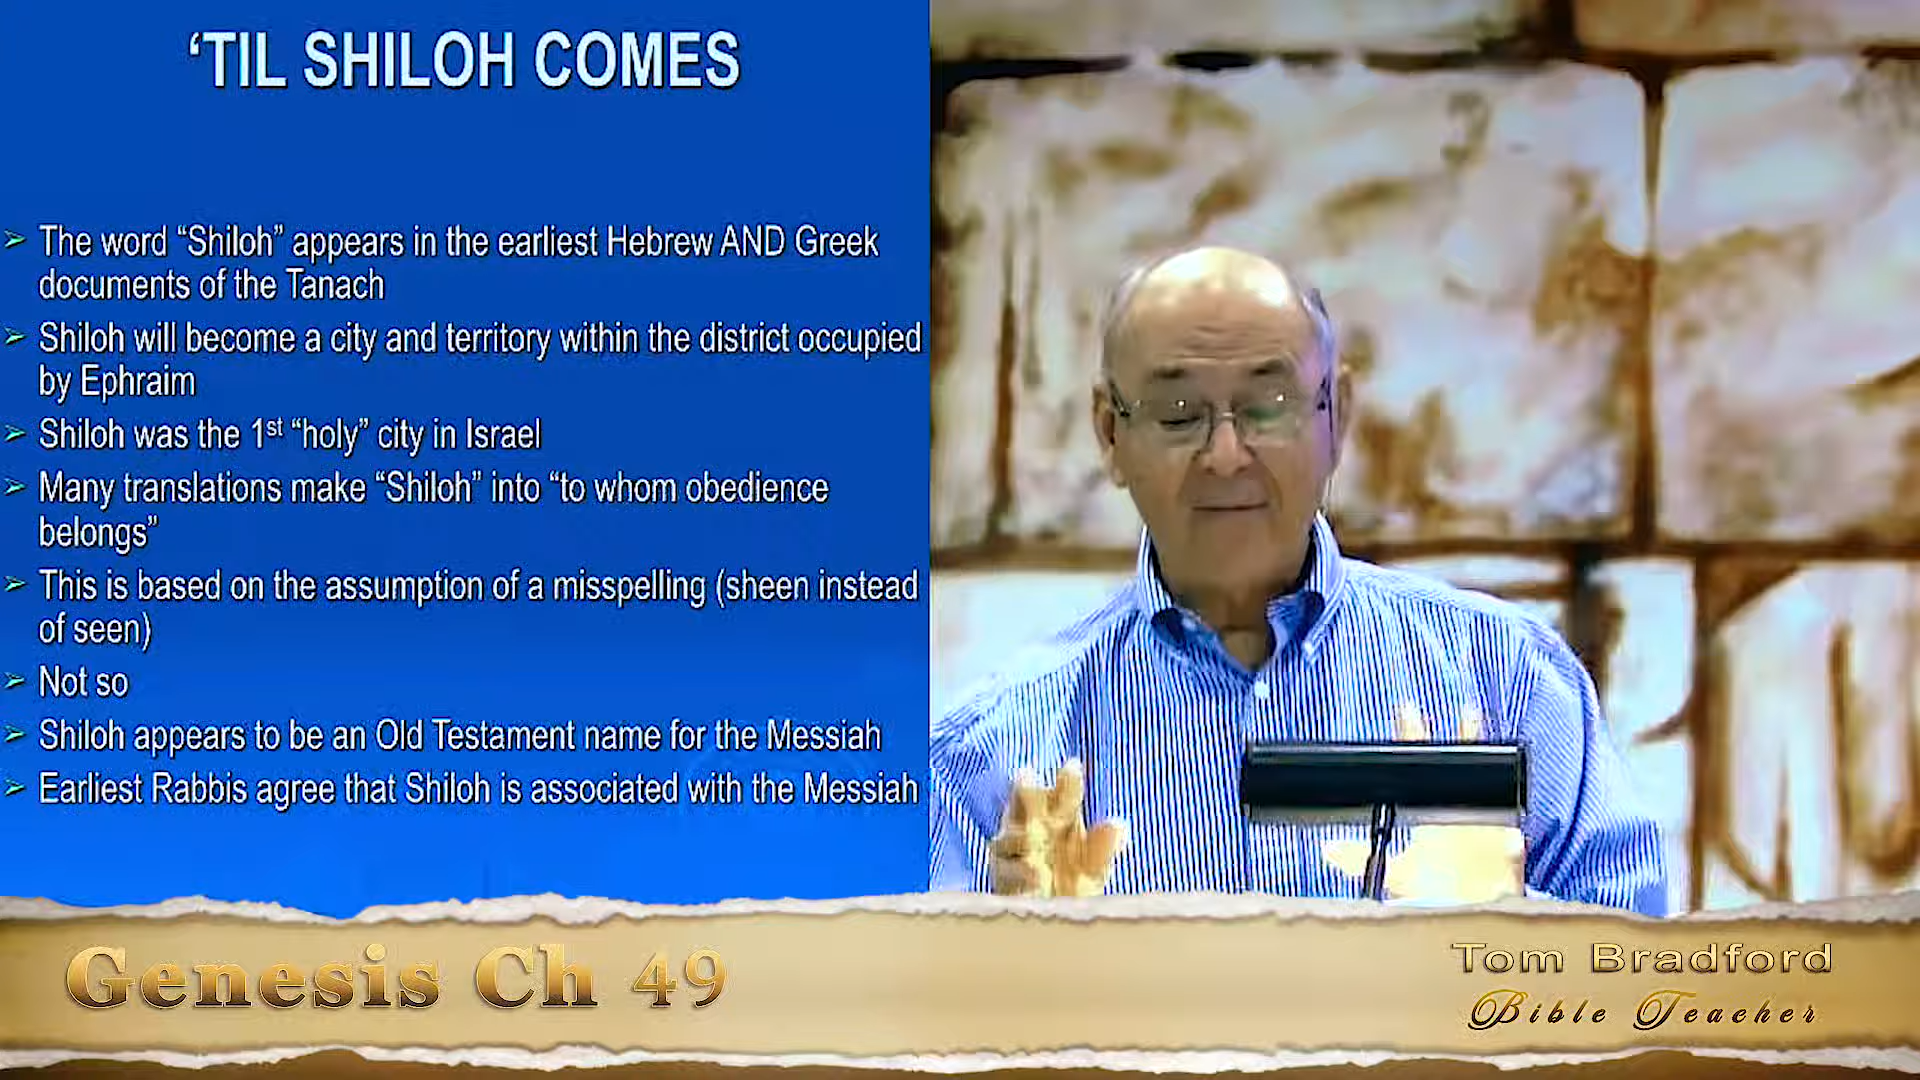 ‘TIL SHILOH COMES
➢ The word “Shiloh” appears in the earliest Hebrew AND Greek
documents of the Tanach
➢ Shiloh will become a city and territory within the district occupied
by Ephraim
➢ Shiloh was the 1st “holy” city in Israel
➢ Many translations make “Shiloh” into “to whom obedience
belongs”
➢ This is based on the assumption of a misspelling (sheen instead
of seen)
➢ Not so
➢ Shiloh appears to be an Old Testament name for the Messiah
➢ Earliest Rabbis agree that Shiloh is associated with the Messiah
Genesis Ch 49
Tom Bradford
Bible Teacher